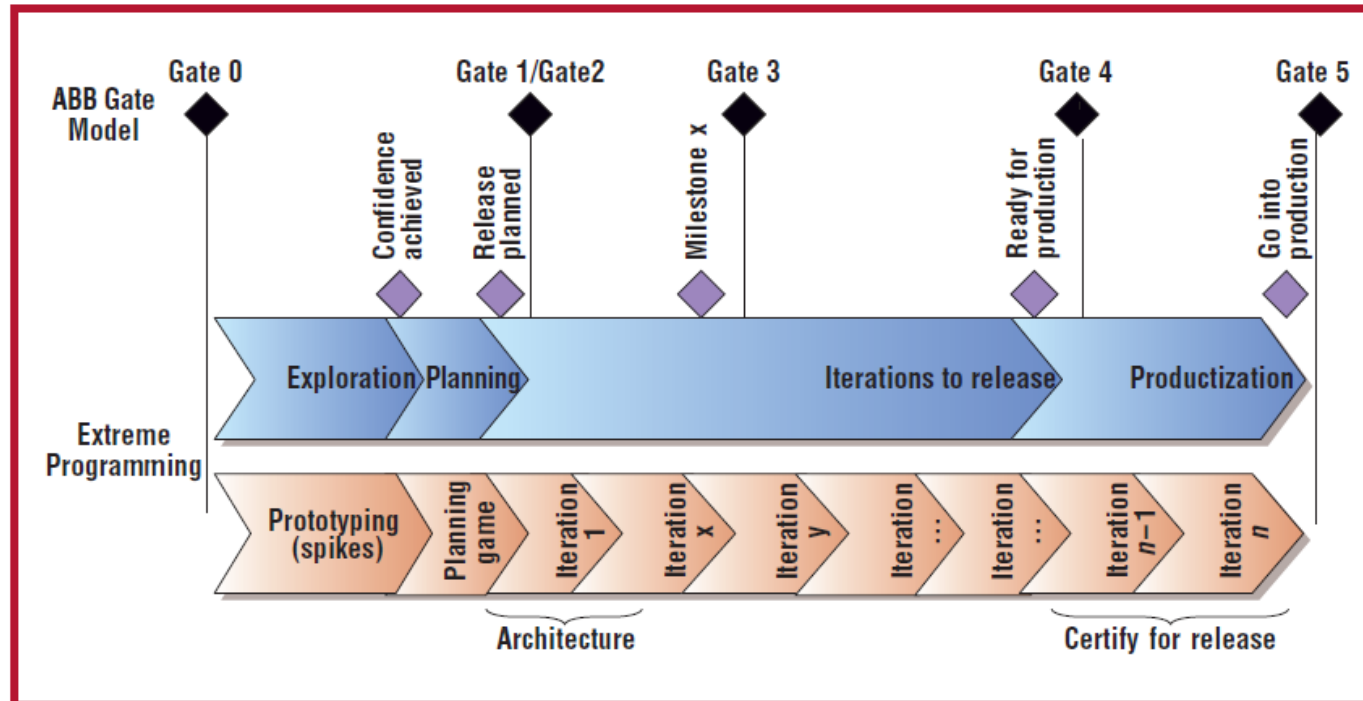 Gate 0
Gate 1/Gate2
Gate 3
Gate 4
Gate 5
ABB Gate
Model
Confidence
achieved
Release
planned
Milestone x
Ready for
production
Go into
production
Exploration
Planning
Iterations to release
Productization
Extreme
Programming
Prototyping
(spikes)
Planning
game
Iteration
1
Iteration
x
Iteration
y
Iteration
...
Iteration
...
Iteration
n–1
Iteration
n
Architecture
Certify for release